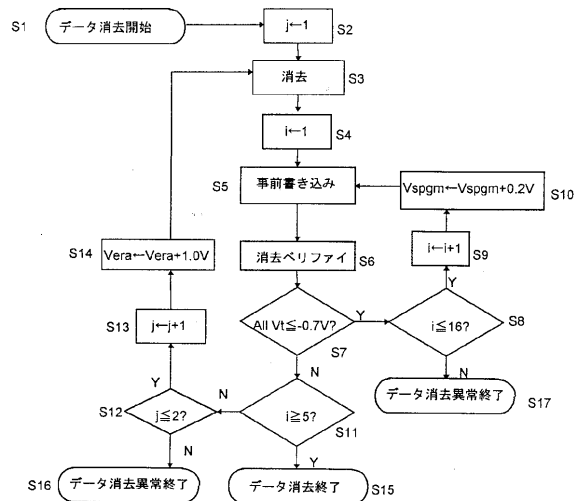 S1
データ消去開始
j←1
S2
消去
S3
i←1
S4
S5
事前書き込み
Vspgm←Vspgm+0.2V
S10
S14
Vera←Vera+1.0V
消去ベリファイ
S6
i←i+1
S9
S13
j←j+1
All Vt≦-0.7V?
Y
S7
Y
i≦16?
S8
N
N
データ消去異常終了
S17
Y
S12
j≦2?
N
i≧5?
S11
N
Y
S16
データ消去異常終了
データ消去終了
S15